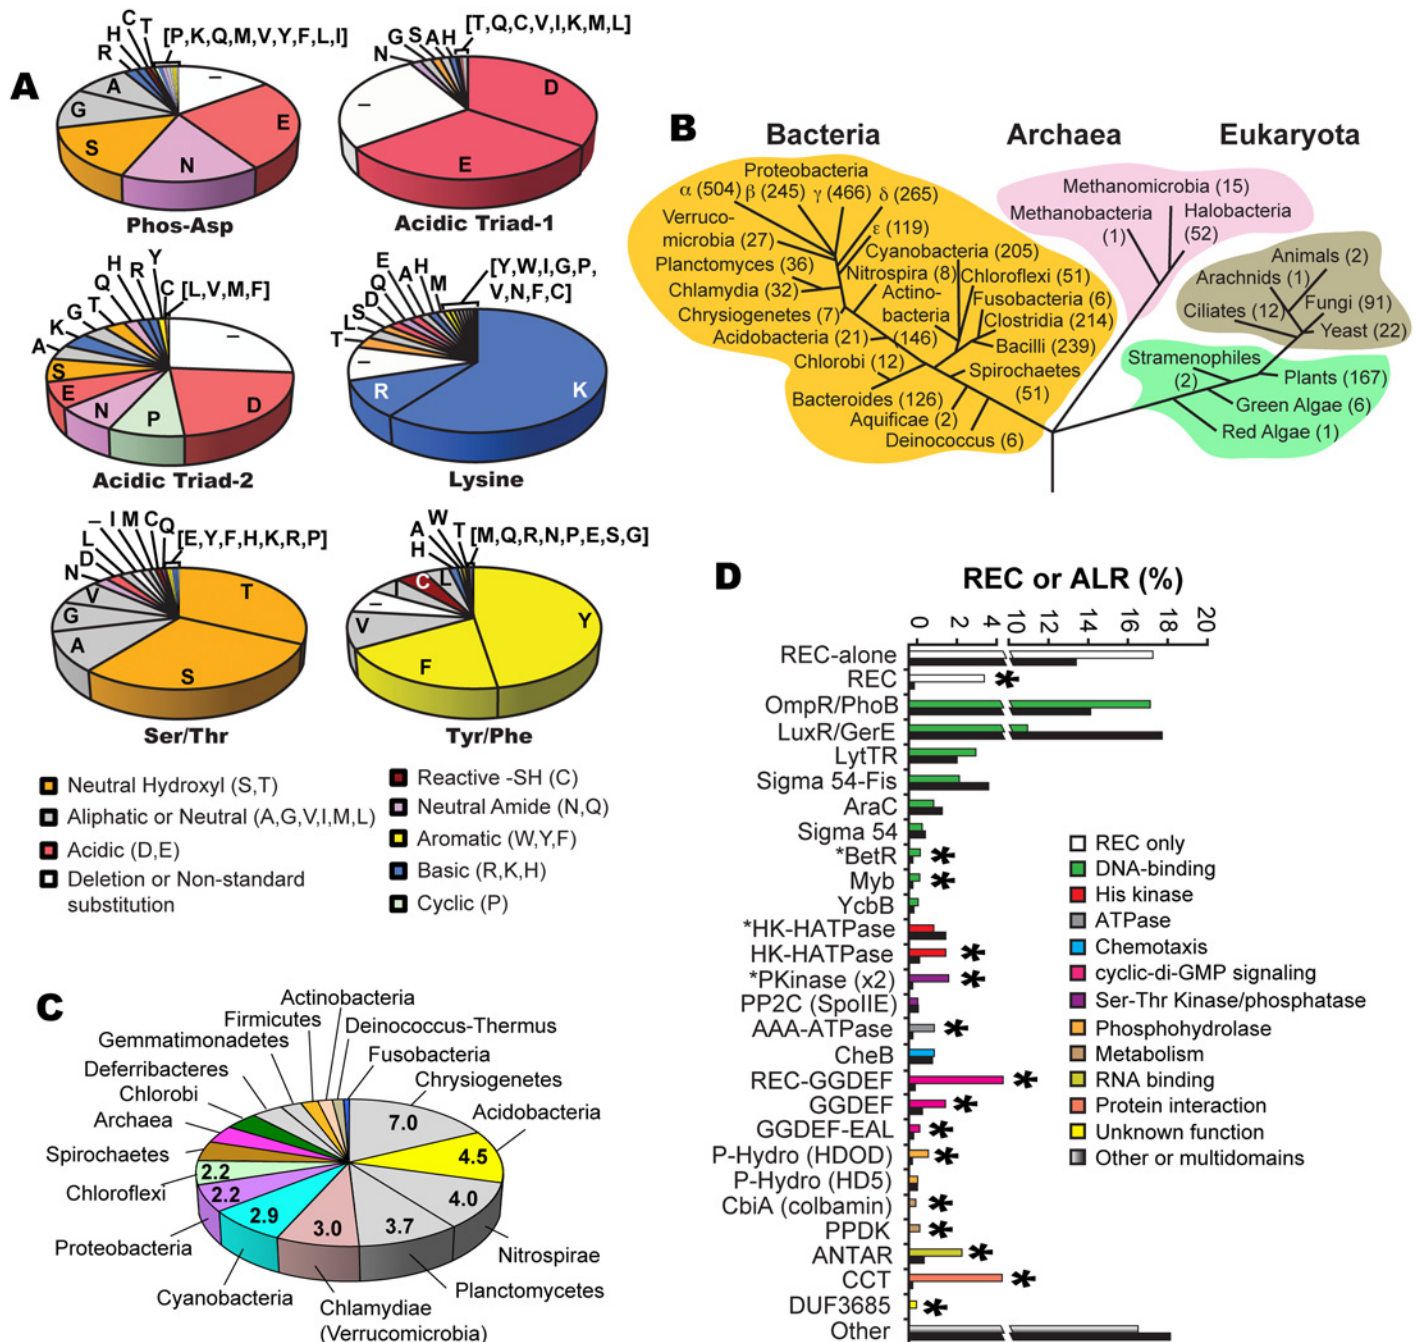 A
C
H T
R
[P,K,Q,M,V,Y,F,L,I]
–
A
G
E
S
N
Phos-Asp
G S A H
N
[T,Q,C,V,I,K,M,L]
–
D
E
Acidic Triad-1
H R Y
Q
T
G
K
A
C [L,V,M,F]
–
S
E
N
P
D
Acidic Triad-2
E A H
Q M
D
S
L
T
[Y,W,I,G,P,
V,N,F,C]
–
R
K
Lysine
– I M C Q
L
D
N
[E,Y,F,H,K,R,P]
V
G
A
T
S
Ser/Thr
W
A T
H
[M,Q,R,N,P,E,S,G]
C L
I
–
V
Y
F
Tyr/Phe
Neutral Hydroxyl (S,T)
Aliphatic or Neutral (A,G,V,I,M,L)
Acidic (D,E)
Deletion or Non-standard
substitution
Reactive -SH (C)
Neutral Amide (N,Q)
Aromatic (W,Y,F)
Basic (R,K,H)
Cyclic (P)
B
Bacteria
Archaea
Eukaryota
Proteobacteria
α (504) β (245) γ (466) δ (265)
ε (119)
Verruco-
microbia (27)
Cyanobacteria (205)
Planctomyces (36)
Nitrospira (8)
Chloroflexi (51)
Chlamydia (32)
Actino-
bacteria
(146)
Fusobacteria (6)
Chrysiogenetes (7)
Clostridia (214)
Acidobacteria (21)
Bacilli (239)
Chlorobi (12)
Spirochaetes
(51)
Bacteroides (126)
Aquificae (2)
Deinococcus (6)
Methanomicrobia (15)
Methanobacteria
(1)
Halobacteria
(52)
Animals (2)
Arachnids (1)
Fungi (91)
Ciliates (12)
Yeast (22)
Stramenophiles
(2)
Plants (167)
Green Algae (6)
Red Algae (1)
C
Actinobacteria
Firmicutes
Deinococcus-Thermus
Gemmatimonadetes
Fusobacteria
Deferribacteres
Chrysiogenetes
Chlorobi
Acidobacteria
Archaea
Spirochaetes
Chloroflexi
Proteobacteria
Nitrospirae
Cyanobacteria
Planctomycetes
Chlamydiae
(Verrucomicrobia)
7.0
4.5
4.0
3.7
3.0
2.9
2.2
2.2
D
REC or ALR (%)
0 2 4 10 12 14 16 18 20
REC-alone
REC *
OmpR/PhoB
LuxR/GerE
LytTR
Sigma 54-Fis
AraC
Sigma 54
*BetR *
Myb *
YcbB
*HK-HATPase
HK-HATPase *
*PKinase (x2) *
PP2C (SpoIIE)
AAA-ATPase *
CheB
REC-GGDEF *
GGDEF *
GGDEF-EAL *
P-Hydro (HDOD) *
P-Hydro (HD5)
CbiA (colbamin) *
PPDK *
ANTAR *
CCT *
DUF3685 *
Other
REC only
DNA-binding
His kinase
ATPase
Chemotaxis
cyclic-di-GMP signaling
Ser-Thr Kinase/phosphatase
Phosphohydrolase
Metabolism
RNA binding
Protein interaction
Unknown function
Other or multidomains